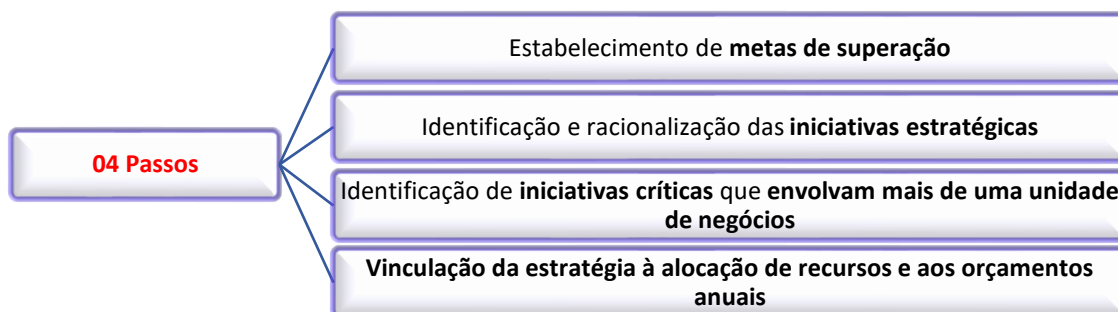 04 Passos
Estabelecimento de metas de superação
Identificação e racionalização das iniciativas estratégicas
Identificação de iniciativas críticas que envolvam mais de uma unidade
de negócios
Vinculação da estratégia à alocação de recursos e aos orçamentos
anuais